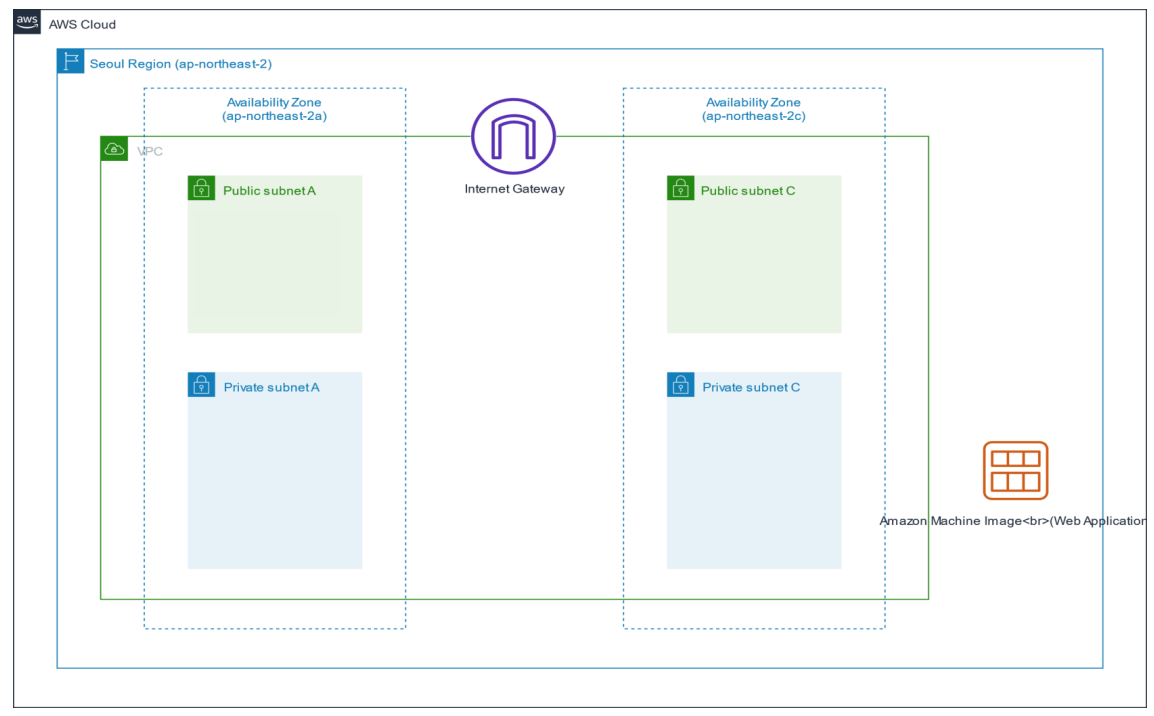 aws
AWS Cloud
Seoul Region (ap-northeast-2)
Availability Zone
(ap-northeast-2a)
Availability Zone
(ap-northeast-2c)
VPC
Internet Gateway
Public subnet A
Public subnet C
Private subnet A
Private subnet C
Amazon Machine Image<br>(Web Application